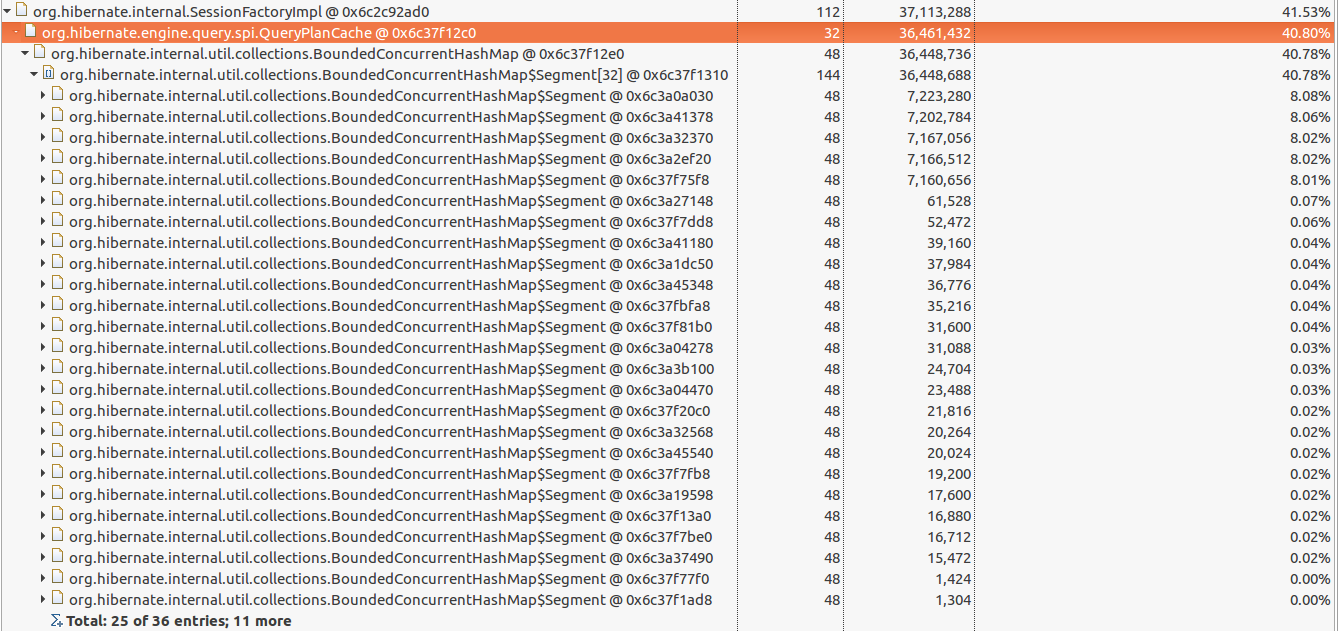 org.hibernate.internal.SessionFactoryImpl @ 0x6c2c92ad0 112 37,113,288 41.53%
org.hibernate.engine.query.spi.QueryPlanCache @ 0x6c37f12c0 32 36,461,432 40.80%
org.hibernate.internal.util.collections.BoundedConcurrentHashMap @ 0x6c37f12e0 48 36,448,736 40.78%
org.hibernate.internal.util.collections.BoundedConcurrentHashMap$Segment[32] @ 0x6c37f1310 144 36,448,688 40.78%
org.hibernate.internal.util.collections.BoundedConcurrentHashMap$Segment @ 0x6c3a0a030 48 7,223,280 8.08%
org.hibernate.internal.util.collections.BoundedConcurrentHashMap$Segment @ 0x6c3a41378 48 7,202,784 8.06%
org.hibernate.internal.util.collections.BoundedConcurrentHashMap$Segment @ 0x6c3a32370 48 7,167,056 8.02%
org.hibernate.internal.util.collections.BoundedConcurrentHashMap$Segment @ 0x6c3a2ef20 48 7,166,512 8.02%
org.hibernate.internal.util.collections.BoundedConcurrentHashMap$Segment @ 0x6c37f75f8 48 7,160,656 8.01%
org.hibernate.internal.util.collections.BoundedConcurrentHashMap$Segment @ 0x6c3a27148 48 61,528 0.07%
org.hibernate.internal.util.collections.BoundedConcurrentHashMap$Segment @ 0x6c37f7dd8 48 52,472 0.06%
org.hibernate.internal.util.collections.BoundedConcurrentHashMap$Segment @ 0x6c3a41180 48 39,160 0.04%
org.hibernate.internal.util.collections.BoundedConcurrentHashMap$Segment @ 0x6c3a1dc50 48 37,984 0.04%
org.hibernate.internal.util.collections.BoundedConcurrentHashMap$Segment @ 0x6c3a45348 48 36,776 0.04%
org.hibernate.internal.util.collections.BoundedConcurrentHashMap$Segment @ 0x6c37fbfa8 48 35,216 0.04%
org.hibernate.internal.util.collections.BoundedConcurrentHashMap$Segment @ 0x6c37f81b0 48 31,600 0.04%
org.hibernate.internal.util.collections.BoundedConcurrentHashMap$Segment @ 0x6c3a04278 48 31,088 0.03%
org.hibernate.internal.util.collections.BoundedConcurrentHashMap$Segment @ 0x6c3a3b100 48 24,704 0.03%
org.hibernate.internal.util.collections.BoundedConcurrentHashMap$Segment @ 0x6c3a04470 48 23,488 0.03%
org.hibernate.internal.util.collections.BoundedConcurrentHashMap$Segment @ 0x6c37f20c0 48 21,816 0.02%
org.hibernate.internal.util.collections.BoundedConcurrentHashMap$Segment @ 0x6c3a32568 48 20,264 0.02%
org.hibernate.internal.util.collections.BoundedConcurrentHashMap$Segment @ 0x6c3a45540 48 20,024 0.02%
org.hibernate.internal.util.collections.BoundedConcurrentHashMap$Segment @ 0x6c37f7fb8 48 19,200 0.02%
org.hibernate.internal.util.collections.BoundedConcurrentHashMap$Segment @ 0x6c3a19598 48 17,600 0.02%
org.hibernate.internal.util.collections.BoundedConcurrentHashMap$Segment @ 0x6c37f13a0 48 16,880 0.02%
org.hibernate.internal.util.collections.BoundedConcurrentHashMap$Segment @ 0x6c37f7be0 48 16,712 0.02%
org.hibernate.internal.util.collections.BoundedConcurrentHashMap$Segment @ 0x6c3a37490 48 15,472 0.02%
org.hibernate.internal.util.collections.BoundedConcurrentHashMap$Segment @ 0x6c37f77f0 48 1,424 0.00%
org.hibernate.internal.util.collections.BoundedConcurrentHashMap$Segment @ 0x6c37f1ad8 48 1,304 0.00%
Total: 25 of 36 entries; 11 more